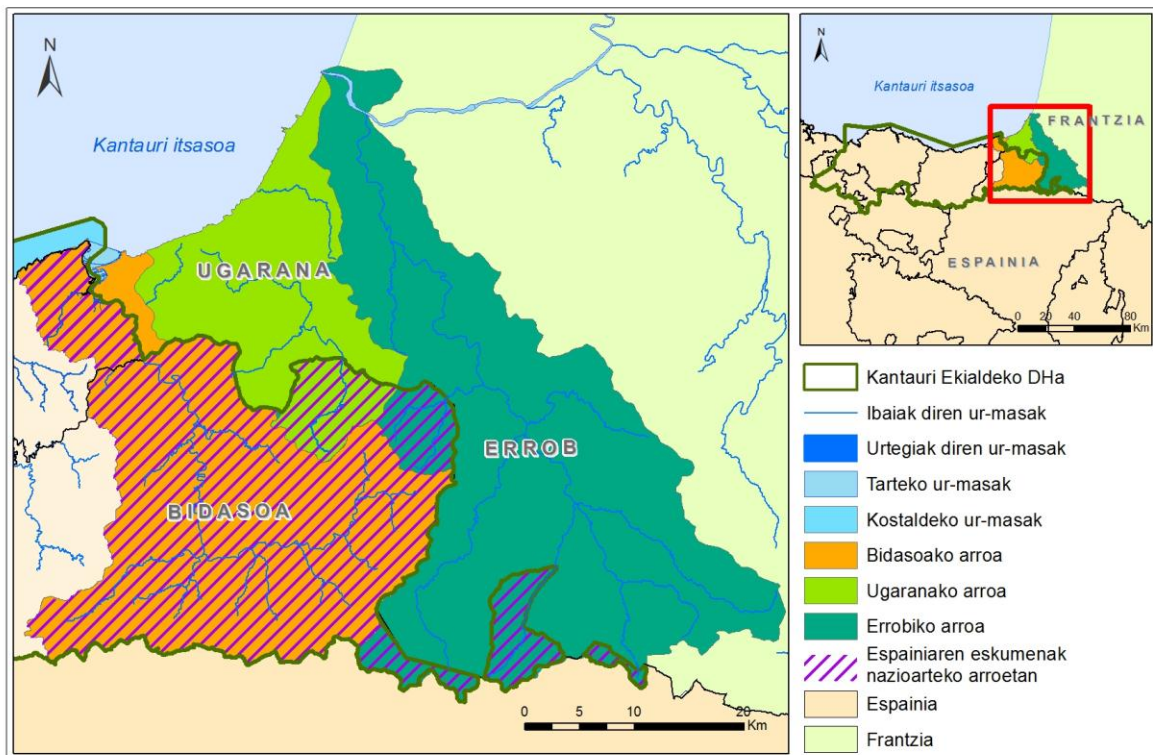 N
Kantauri itsasoa
UGARANA
ERROB
BIDASOA
0 5 10 20
Km
N
Kantauri itsasoa
FRANTZIA
ESPAINIA
0 20 40 80
Km
Kantauri Ekialdeko DHa
Ibaiak diren ur-masak
Urtegiak diren ur-masak
Tarteko ur-masak
Kostaldeko ur-masak
Bidasoako arroa
Ugaranako arroa
Errobiko arroa
Espainiaren eskumenak
nazioarteko arroetan
Espainia
Frantzia